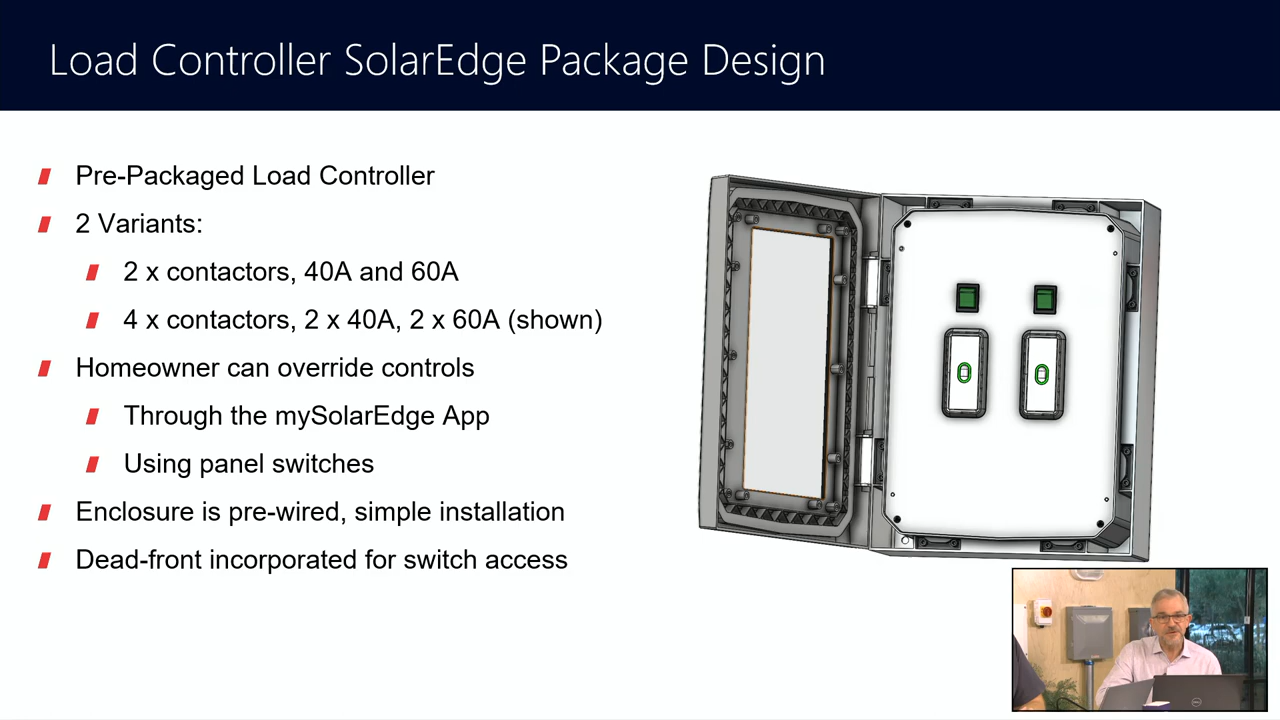 Load Controller SolarEdge Package Design
Pre-Packaged Load Controller
2 Variants:
2 x contactors, 40A and 60A
4 x contactors, 2 x 40A, 2 x 60A (shown)
Homeowner can override controls
Through the mySolarEdge App
Using panel switches
Enclosure is pre-wired, simple installation
Dead-front incorporated for switch access